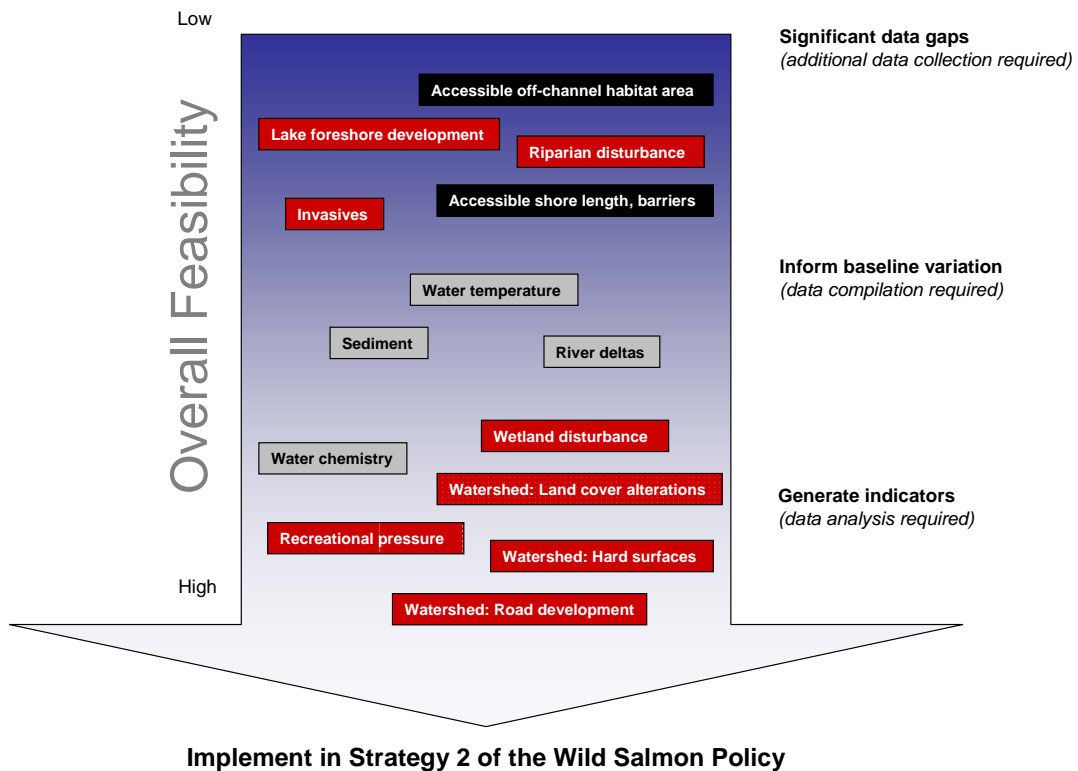 Low
Significant data gaps
(additional data collection required)
Accessible off-channel habitat area
Lake foreshore development
Riparian disturbance
Accessible shore length, barriers
Invasives
Overall Feasibility
Inform baseline variation
(data compilation required)
Water temperature
Sediment
River deltas
Wetland disturbance
Water chemistry
Watershed: Land cover alterations
Generate indicators
(data analysis required)
Recreational pressure
Watershed: Hard surfaces
High
Watershed: Road development
Implement in Strategy 2 of the Wild Salmon Policy